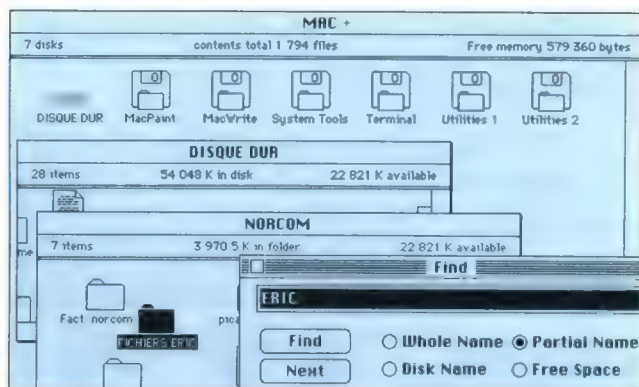 MAC +
7 disks contents total 1 794 files Free memory 579 360 bytes
DISQUE DUR MacPaint MacWrite System Tools Terminal Utilities 1 Utilities 2
DISQUE DUR
28 items 54 048 K in disk 22 821 K available
NORCOM
7 items 3 970 5 K in folder 22 821 K available
Find
ERIC
Fact norcom
FICHIERS ERIC
Find Whole Name Partial Name
Next Disk Name Free Space